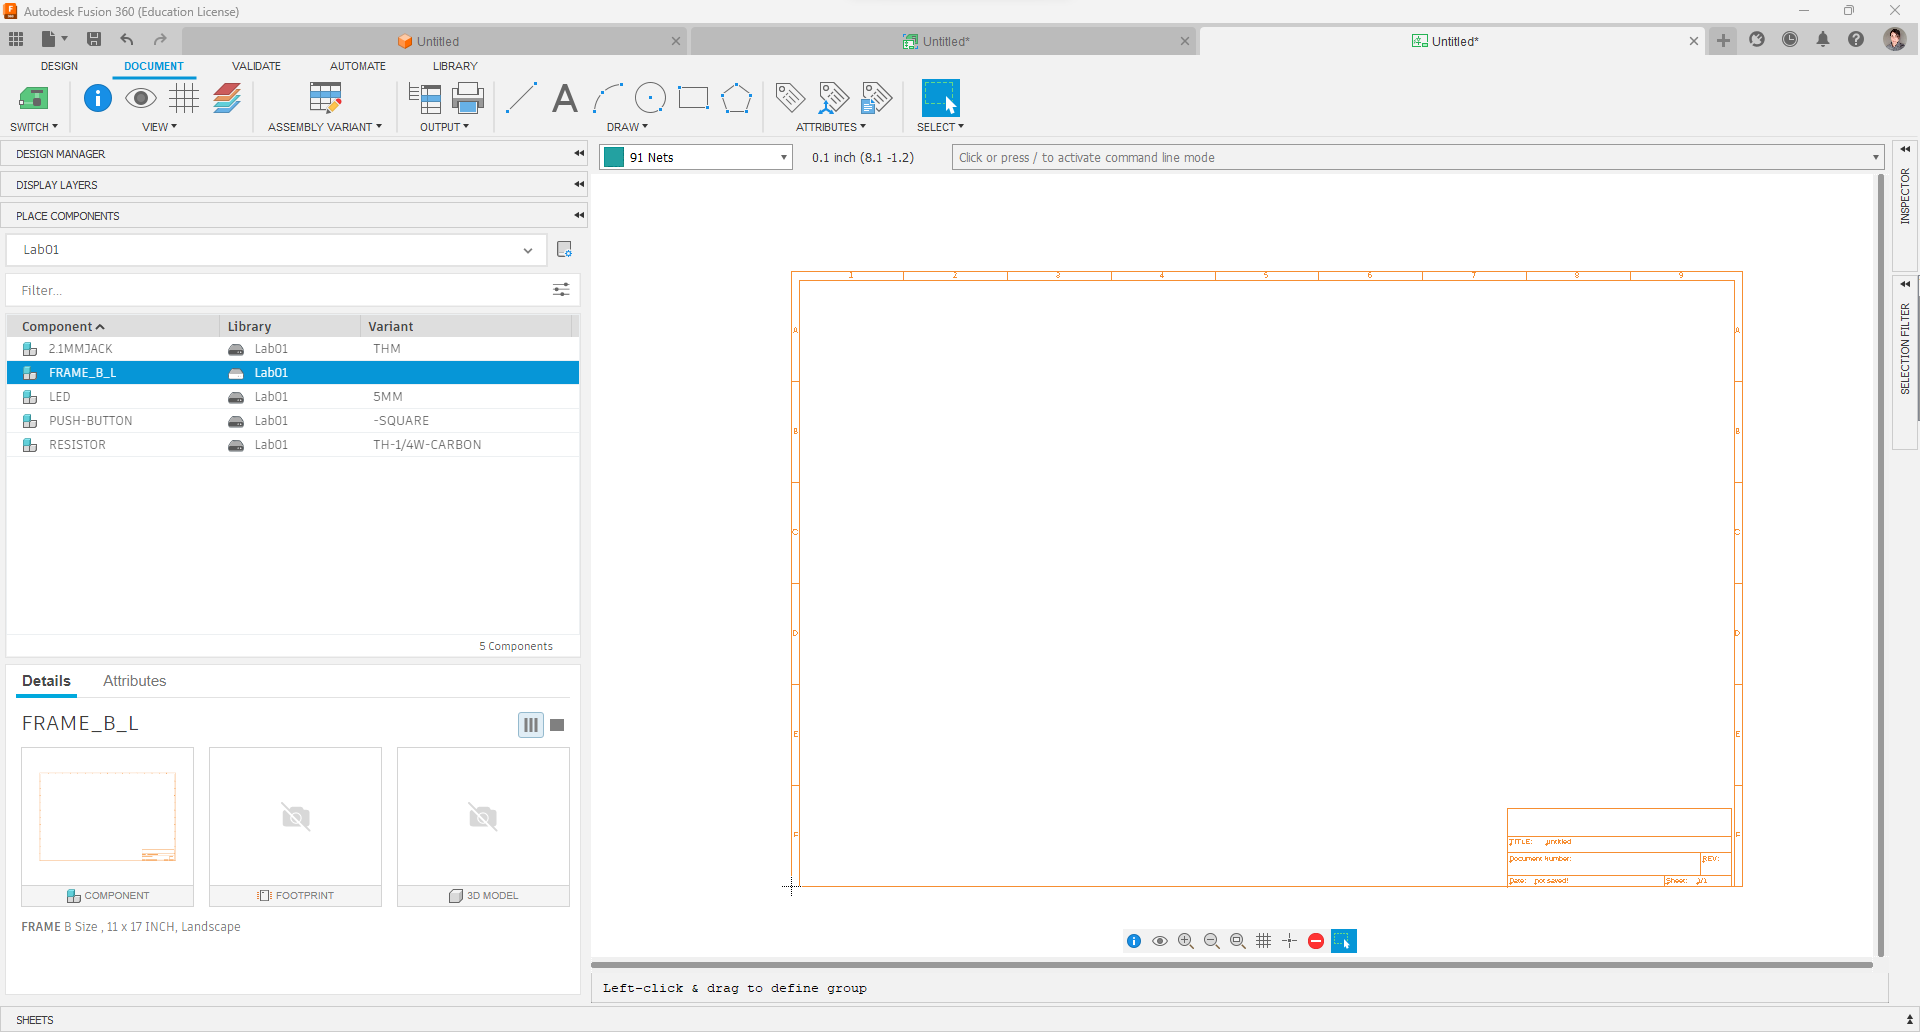 Autodesk Fusion 360 (Education License)
Untitled
Untitled*
Untitled*
DESIGN
DOCUMENT
VALIDATE
AUTOMATE
LIBRARY
SWITCH
VIEW
ASSEMBLY VARIANT
OUTPUT
DRAW
ATTRIBUTES
SELECT
DESIGN MANAGER
DISPLAY LAYERS
PLACE COMPONENTS
91 Nets
0.1 inch (8.1 -1.2)
Click or press / to activate command line mode
INSPECTOR
SELECTION FILTER
Lab01
Filter...
Component Library Variant
2.1MMJACK Lab01 THM
FRAME_B_L Lab01
LED Lab01 5MM
PUSH-BUTTON Lab01 -SQUARE
RESISTOR Lab01 TH-1/4W-CARBON
5 Components
Details Attributes
FRAME_B_L
COMPONENT
FOOTPRINT
3D MODEL
FRAME B Size , 11 x 17 INCH, Landscape
1 2 3 4 5 6 7 8 9
A A
B B
C C
D D
E E
F F
TITLE: untitled
Document Number:
REV:
Date: not saved!
Sheet: 1/1
Left-click & drag to define group
SHEETS